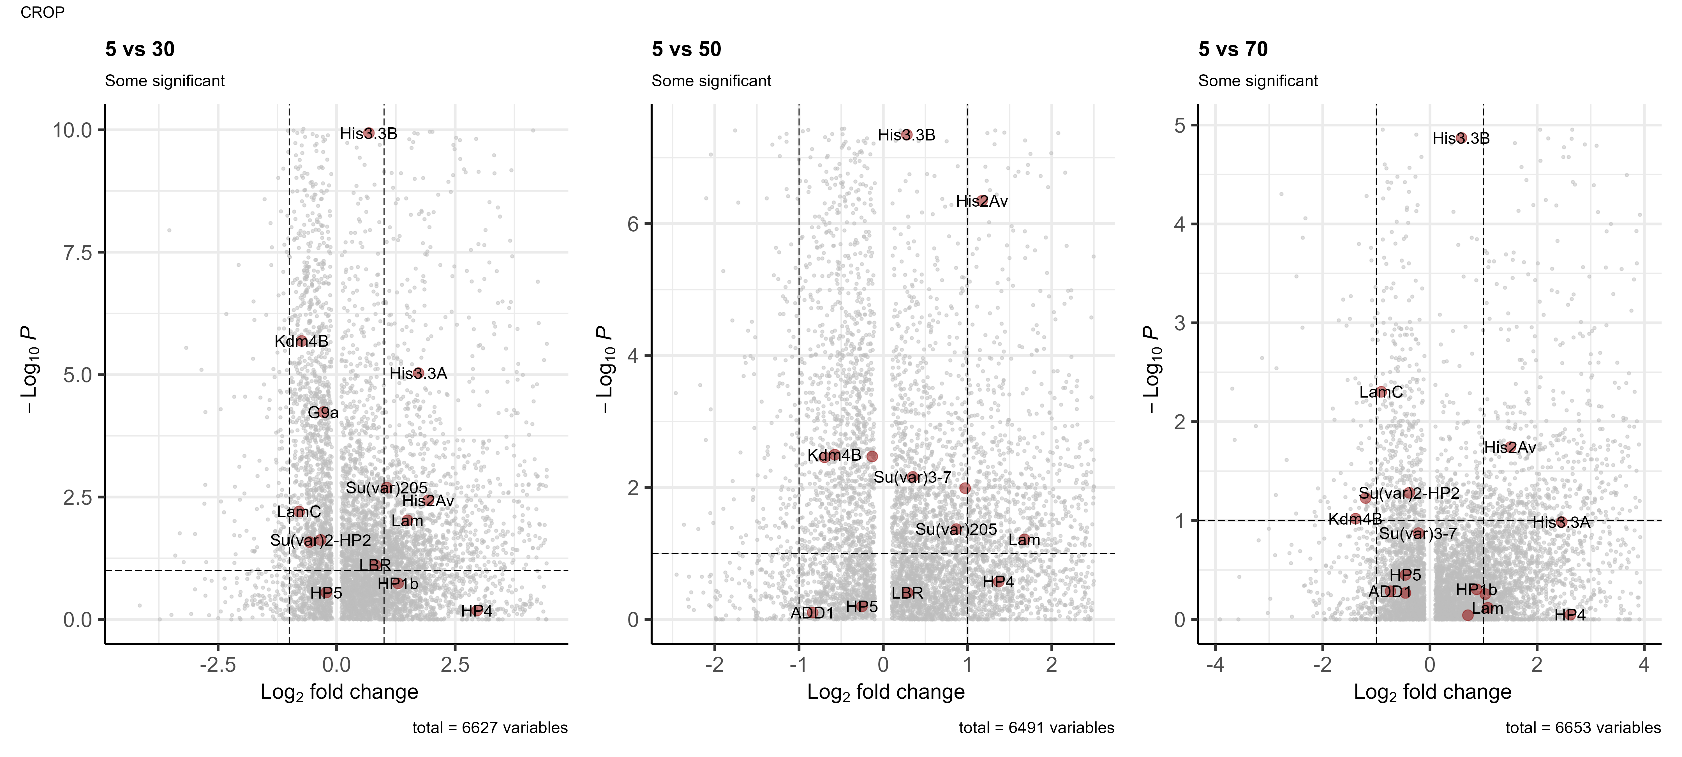 CROP
5 vs 30
Some significant
10.0
7.5
5.0
2.5
0.0
-2.5
0.0
2.5
– Log10 P
Log2 fold change
total = 6627 variables
His3.3B
Kdm4B
His3.3A
G9a
Su(var)205
His2Av
LamC
Lam
Su(var)2-HP2
LBR
HP1b
HP5
HP4
5 vs 50
Some significant
6
4
2
0
-2
-1
0
1
2
– Log10 P
Log2 fold change
total = 6491 variables
His3.3B
His2Av
Kdm4B
Su(var)3-7
Su(var)205
Lam
HP4
LBR
HP5
ADD1
5 vs 70
Some significant
5
4
3
2
1
0
-4
-2
0
2
4
– Log10 P
Log2 fold change
total = 6653 variables
His3.3B
LamC
His2Av
Su(var)2-HP2
Kdm4B
His3.3A
Su(var)3-7
HP5
ADD1
HP1b
Lam
HP4